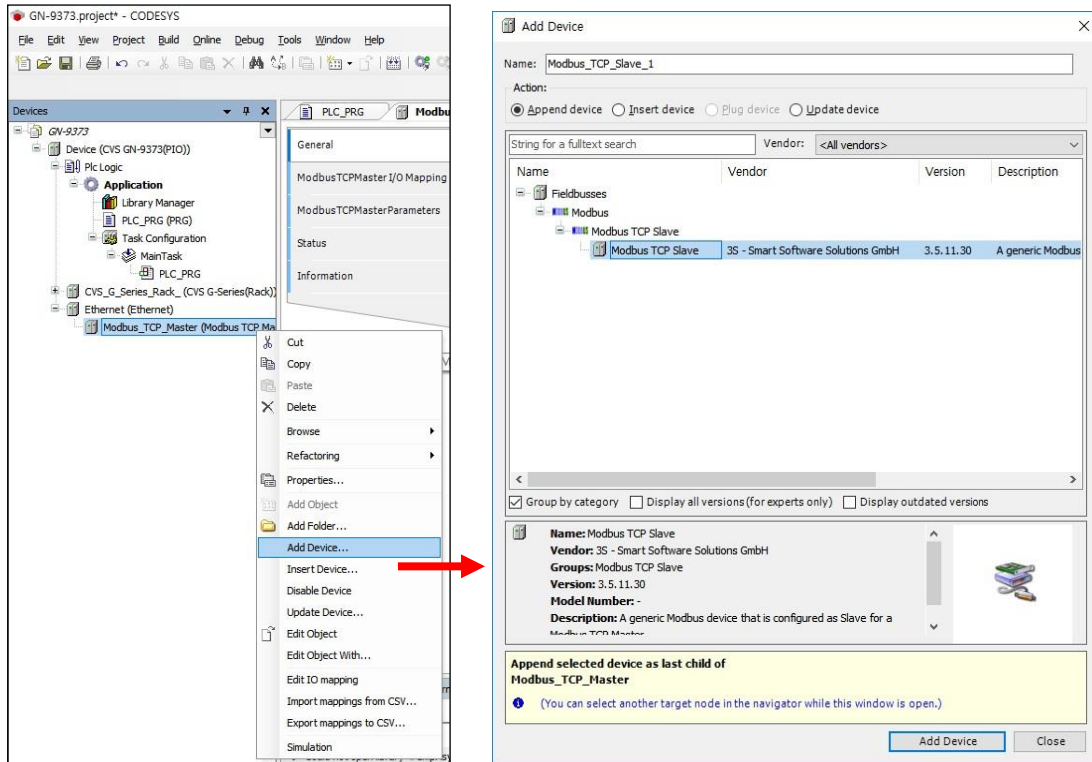 GN-9373.project* - CODESYS
File Edit View Project Build Online Debug Tools Window Help
Devices
GN-9373
Device (CVS GN-9373(PIO))
Plc Logic
Application
Library Manager
PLC_PRG (PRG)
Task Configuration
MainTask
PLC_PRG
CVS_G_Series_Rack_ (CVS G-Series(Rack))
Ethernet (Ethernet)
Modbus_TCP_Master (Modbus TCP Ma
PLC_PRG Modbu
General
ModbusTCPMaster I/O Mapping
ModbusTCPMasterParameters
Status
Information
Cut
Copy
Paste
Delete
Browse
Refactoring
Properties...
Add Object
Add Folder...
Add Device...
Insert Device...
Disable Device
Update Device...
Edit Object
Edit Object With...
Edit IO mapping
Import mappings from CSV...
Export mappings to CSV...
Simulation
Add Device
Name: Modbus_TCP_Slave_1
Action:
Append device Insert device Plug device Update device
String for a fulltext search Vendor: <All vendors>
Name Vendor Version Description
Fieldbusses
Modbus
Modbus TCP Slave
Modbus TCP Slave 3S - Smart Software Solutions GmbH 3.5.11.30 A generic Modbus
Group by category Display all versions (for experts only) Display outdated versions
Name: Modbus TCP Slave
Vendor: 3S - Smart Software Solutions GmbH
Groups: Modbus TCP Slave
Version: 3.5.11.30
Model Number: -
Description: A generic Modbus device that is configured as Slave for a
Modbus TCP Master
Append selected device as last child of
Modbus_TCP_Master
(You can select another target node in the navigator while this window is open.)
Add Device Close